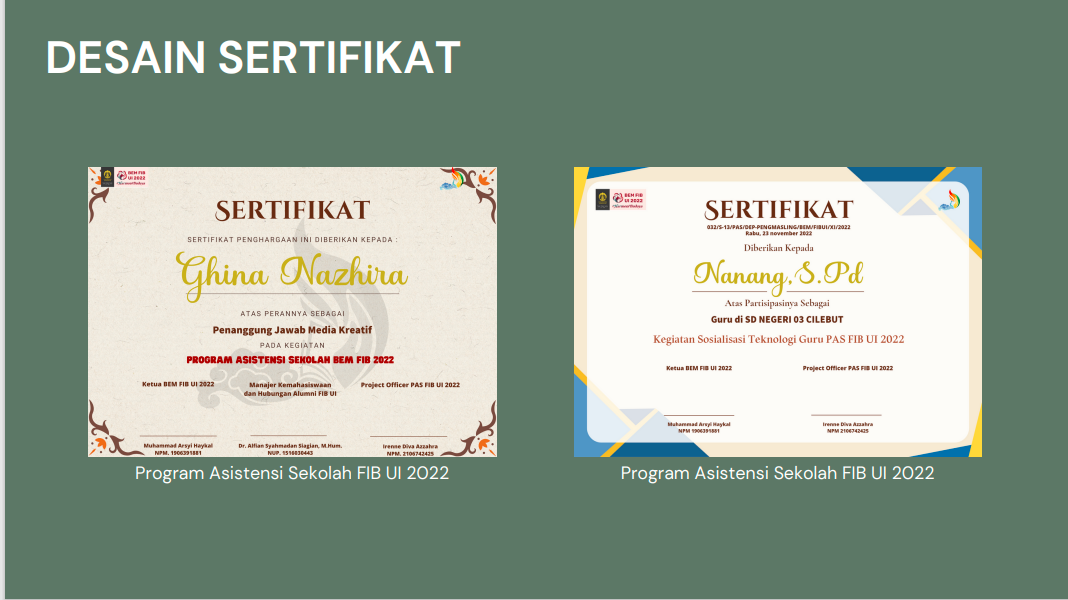 DESAIN SERTIFIKAT
BEM FIB
UI 2022
SERTIFIKAT
SERTIFIKAT PENGHARGAAN INI DIBERIKAN KEPADA :
Ghina Nazhira
ATAS PERANNYA SEBAGAI
Penanggung Jawab Media Kreatif
PADA KEGIATAN
PROGRAM ASISTENSI SEKOLAH BEM FIB 2022
Ketua BEM FIB UI 2022
Manajer Kemahasiswaan
dan Hubungan Alumni FIB UI
Project Officer PAS FIB UI 2022
Muhammad Arsyi Haykal
NPM. 1906391881
Dr. Alfian Syahmadan Siagian, M.Hum.
NUP. 1516030443
Irenne Diva Azzahra
NPM. 2106742425
Program Asistensi Sekolah FIB UI 2022
BEM FIB
UI 2022
SERTIFIKAT
032/S-13/PAS/DEP-PENGMASLING/BEM/FIBUI/XI/2022
Rabu, 23 november 2022
Diberikan Kepada
Nanang,S.Pd
Atas Partisipasinya Sebagai
Guru di SD NEGERI 03 CILEBUT
Kegiatan Sosialisasi Teknologi Guru PAS FIB UI 2022
Ketua BEM FIB UI 2022
Project Officer PAS FIB UI 2022
Muhammad Arsyi Haykal
NPM 1906391881
Irenne Diva Azzahra
NPM 2106742425
Program Asistensi Sekolah FIB UI 2022